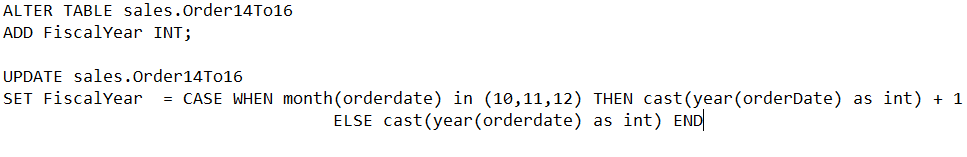 ALTER TABLE sales.Order14To16
ADD FiscalYear INT;
UPDATE sales.Order14To16
SET FiscalYear  = CASE WHEN month(orderdate) in (10,11,12) THEN cast(year(orderDate) as int) + 1
ELSE cast(year(orderdate) as int) END